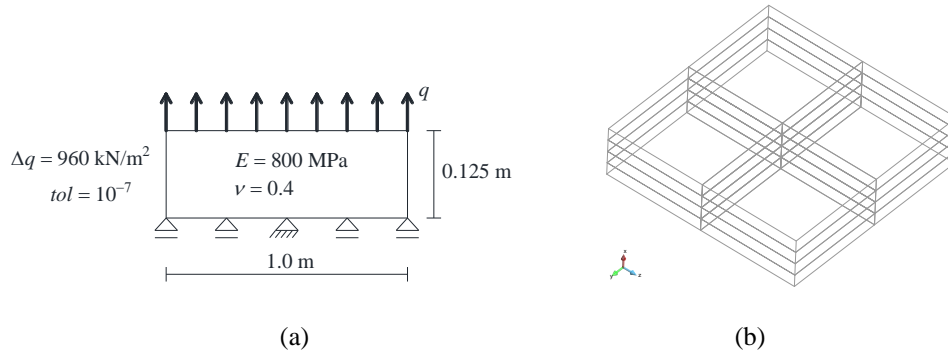 q
Δq = 960 kN/m²
tol = 10⁻⁷
E = 800 MPa
ν = 0.4
0.125 m
1.0 m
(a)
(b)